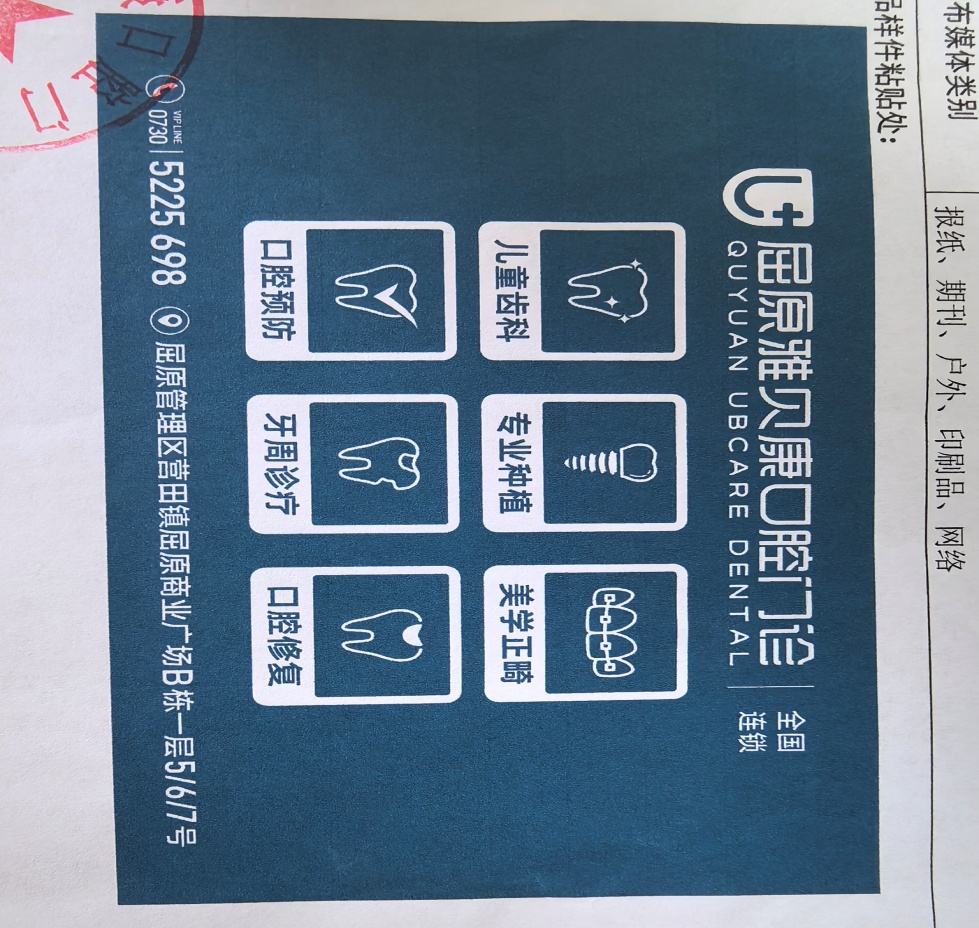 布媒体类别
报纸、期刊、户外、印刷品、网络
品样件粘贴处：
屈原雅贝康口腔门诊
QUYUAN UBCARE DENTAL
全国
连锁
儿童齿科
专业种植
美学正畸
口腔预防
牙周诊疗
口腔修复
VIP LINE
0730
5225 698
屈原管理区营田镇屈原商业广场B栋一层5/6/7号
腔 口
门